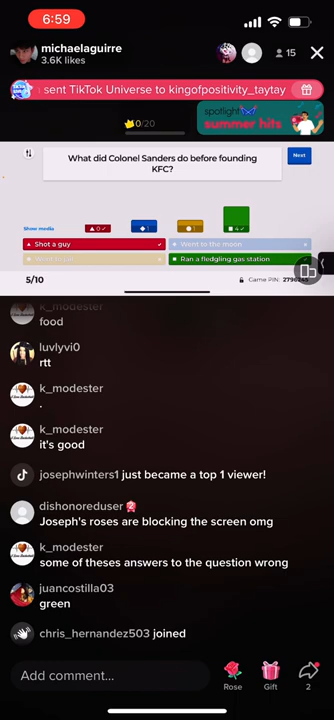 6:59
michaelaguirre
3.6K likes
15
sent TikTok Universe to kingofpositivity_taytay
0/20
spotlight
summer hits
What did Colonel Sanders do before founding
KFC?
Next
Show media
0
1
1
4
Shot a guy
Went to the moon
Ran a fledgling gas station
5/10
Game PIN:
food
luvlyvi0
rtt
k_modester
.
k_modester
it's good
josephwinters1 just became a top 1 viewer!
dishonoreduser
Joseph's roses are blocking the screen omg
k_modester
some of theses answers to the question wrong
juancostilla03
green
chris_hernandez503 joined
Add comment...
Rose
Gift
2